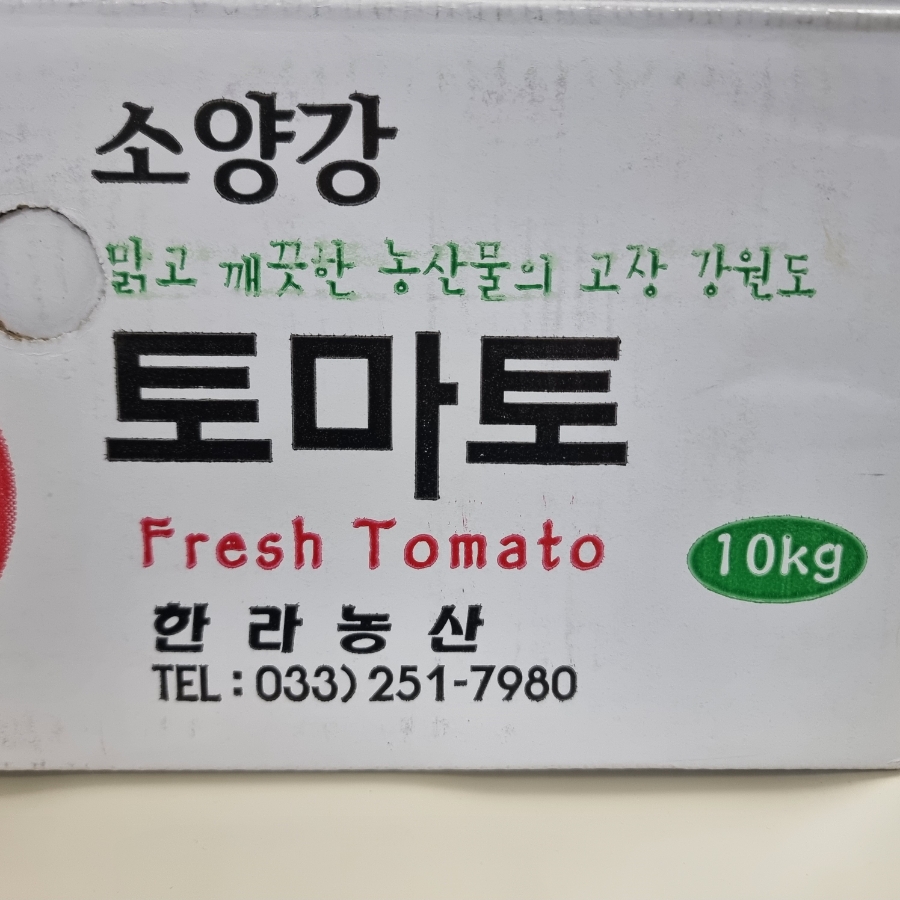 소양강
맑고 깨끗한 농산물의 고장 강원도
토마토
Fresh Tomato
10kg
한라농산
TEL:033)251-7980